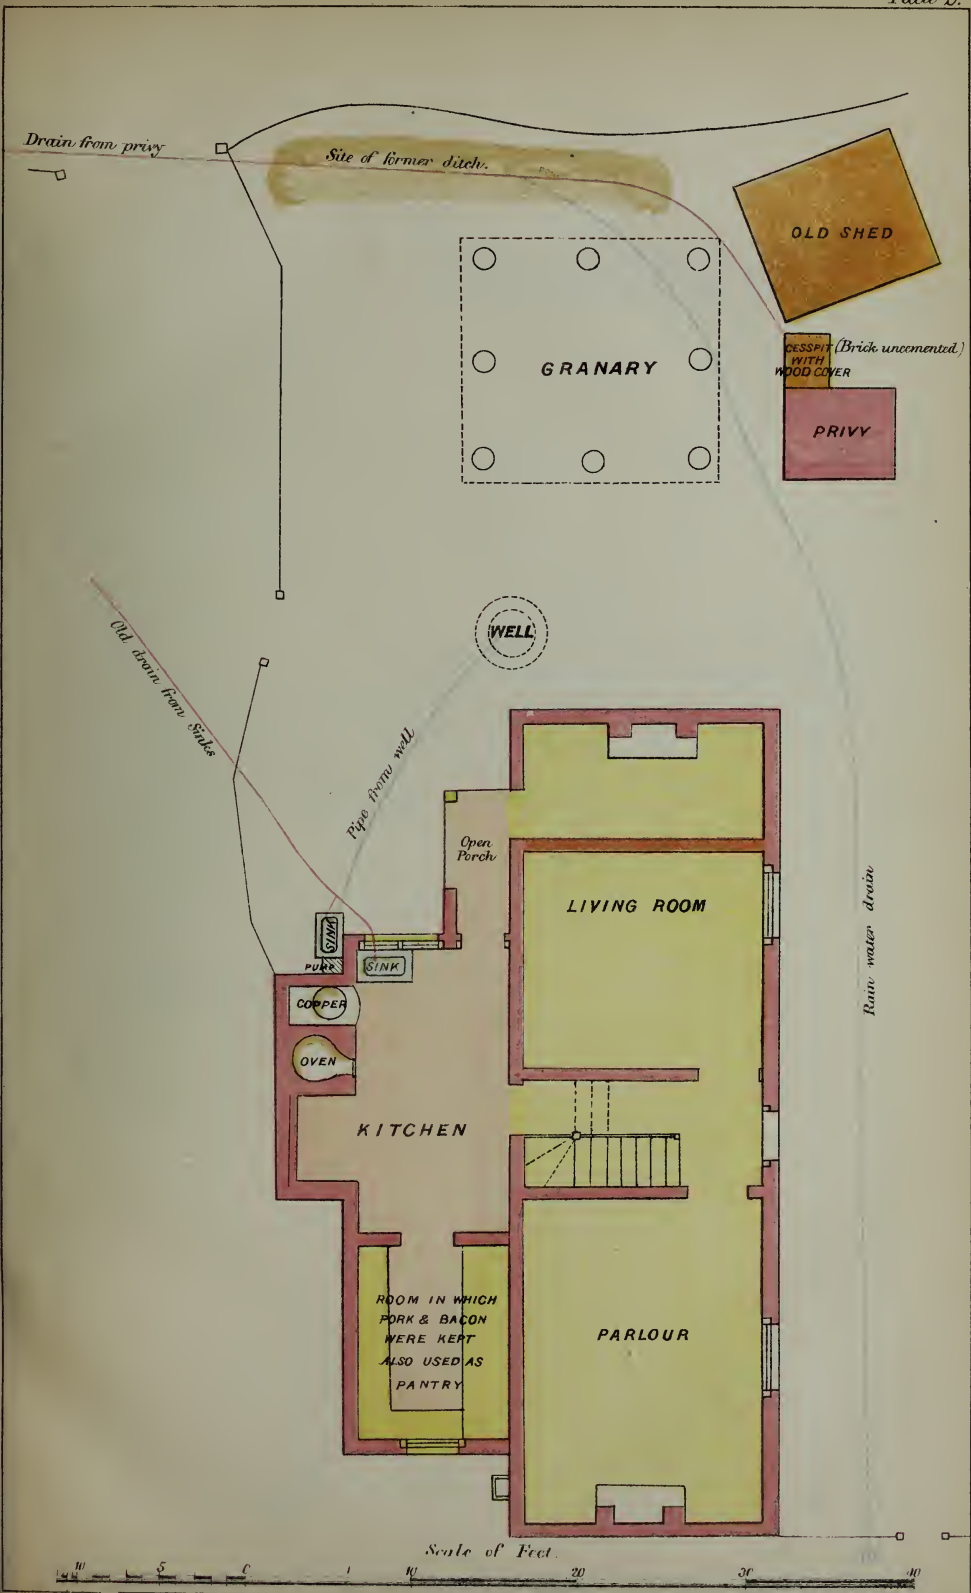 Drain from privy
Site of former ditch.
OLD SHED
GRANARY
CESSPIT (Brick uncemented)
WITH
WOOD COVER
PRIVY
WELL
Old drain from Sinks
Pipe from well
Open
Porch
LIVING ROOM
Rain water drain
SINK
PUMP
SINK
COPPER
OVEN
KITCHEN
ROOM IN WHICH
PORK & BACON
WERE KEPT
ALSO USED AS
PANTRY
PARLOUR
Scale of Feet.
10 5 0 10 20 30 40